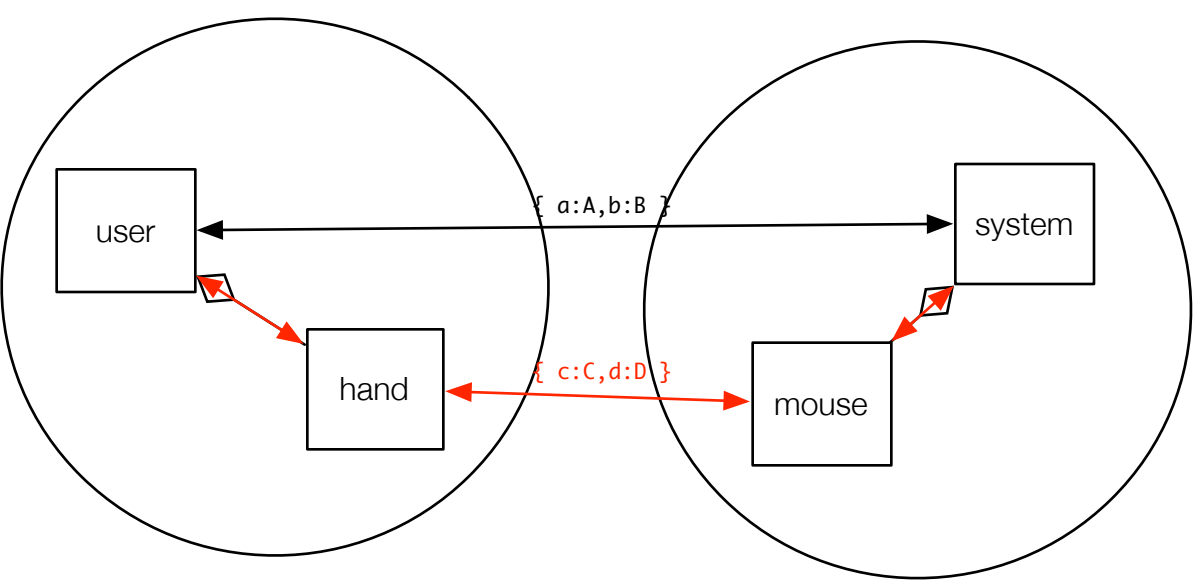 { a:A,b:B }
user
system
{ c:C,d:D }
hand
mouse